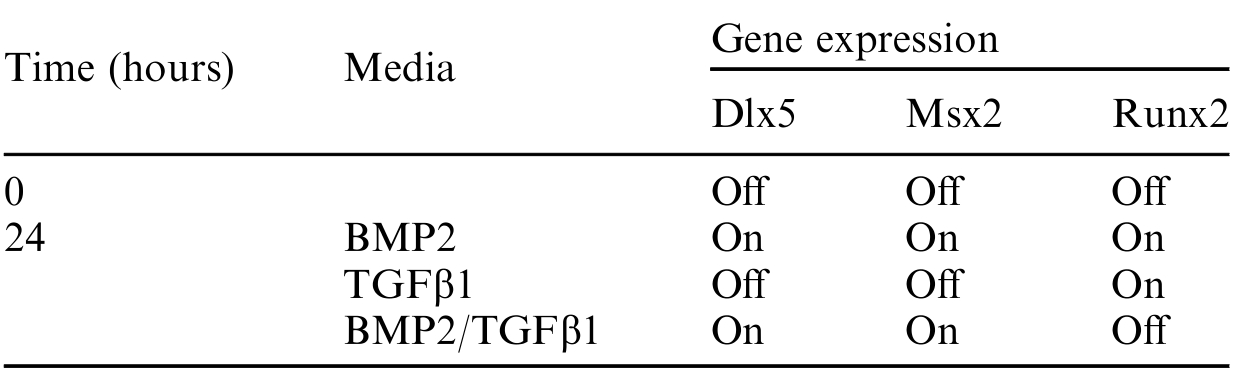 Gene expression
Time (hours) Media
Dlx5 Msx2 Runx2
0 Off Off Off
24 BMP2 On On On
TGFβ1 Off Off On
BMP2/TGFβ1 On On Off